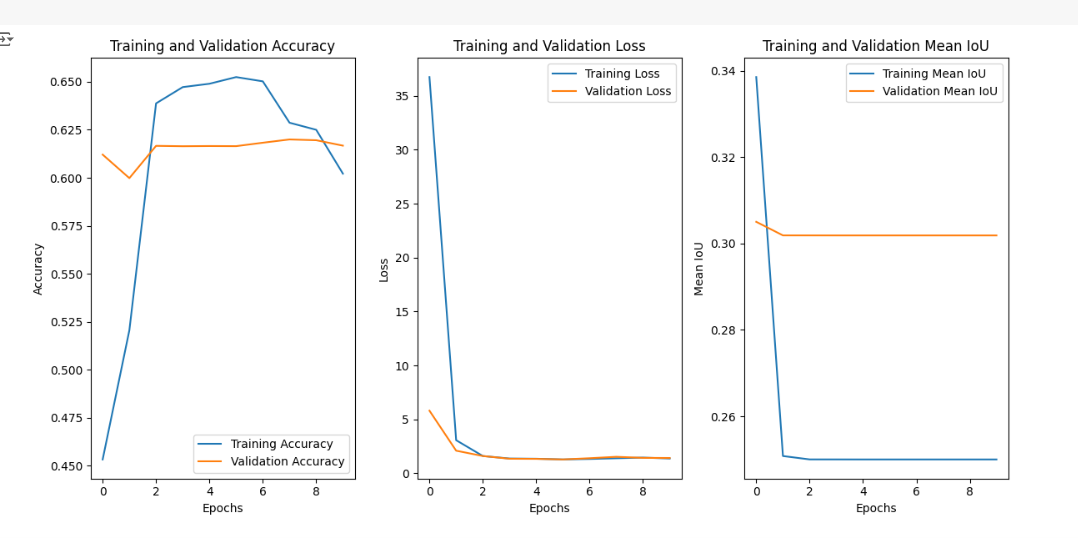 Training and Validation Accuracy
0.650
0.625
0.600
0.575
0.550
0.525
0.500
0.475
0.450
Accuracy
Training Accuracy
Validation Accuracy
0 2 4 6 8
Epochs
Training and Validation Loss
Training Loss
Validation Loss
35
30
25
20
15
10
5
0
Loss
0 2 4 6 8
Epochs
Training and Validation Mean IoU
Training Mean IoU
Validation Mean IoU
0.34
0.32
0.30
0.28
0.26
Mean IoU
0 2 4 6 8
Epochs